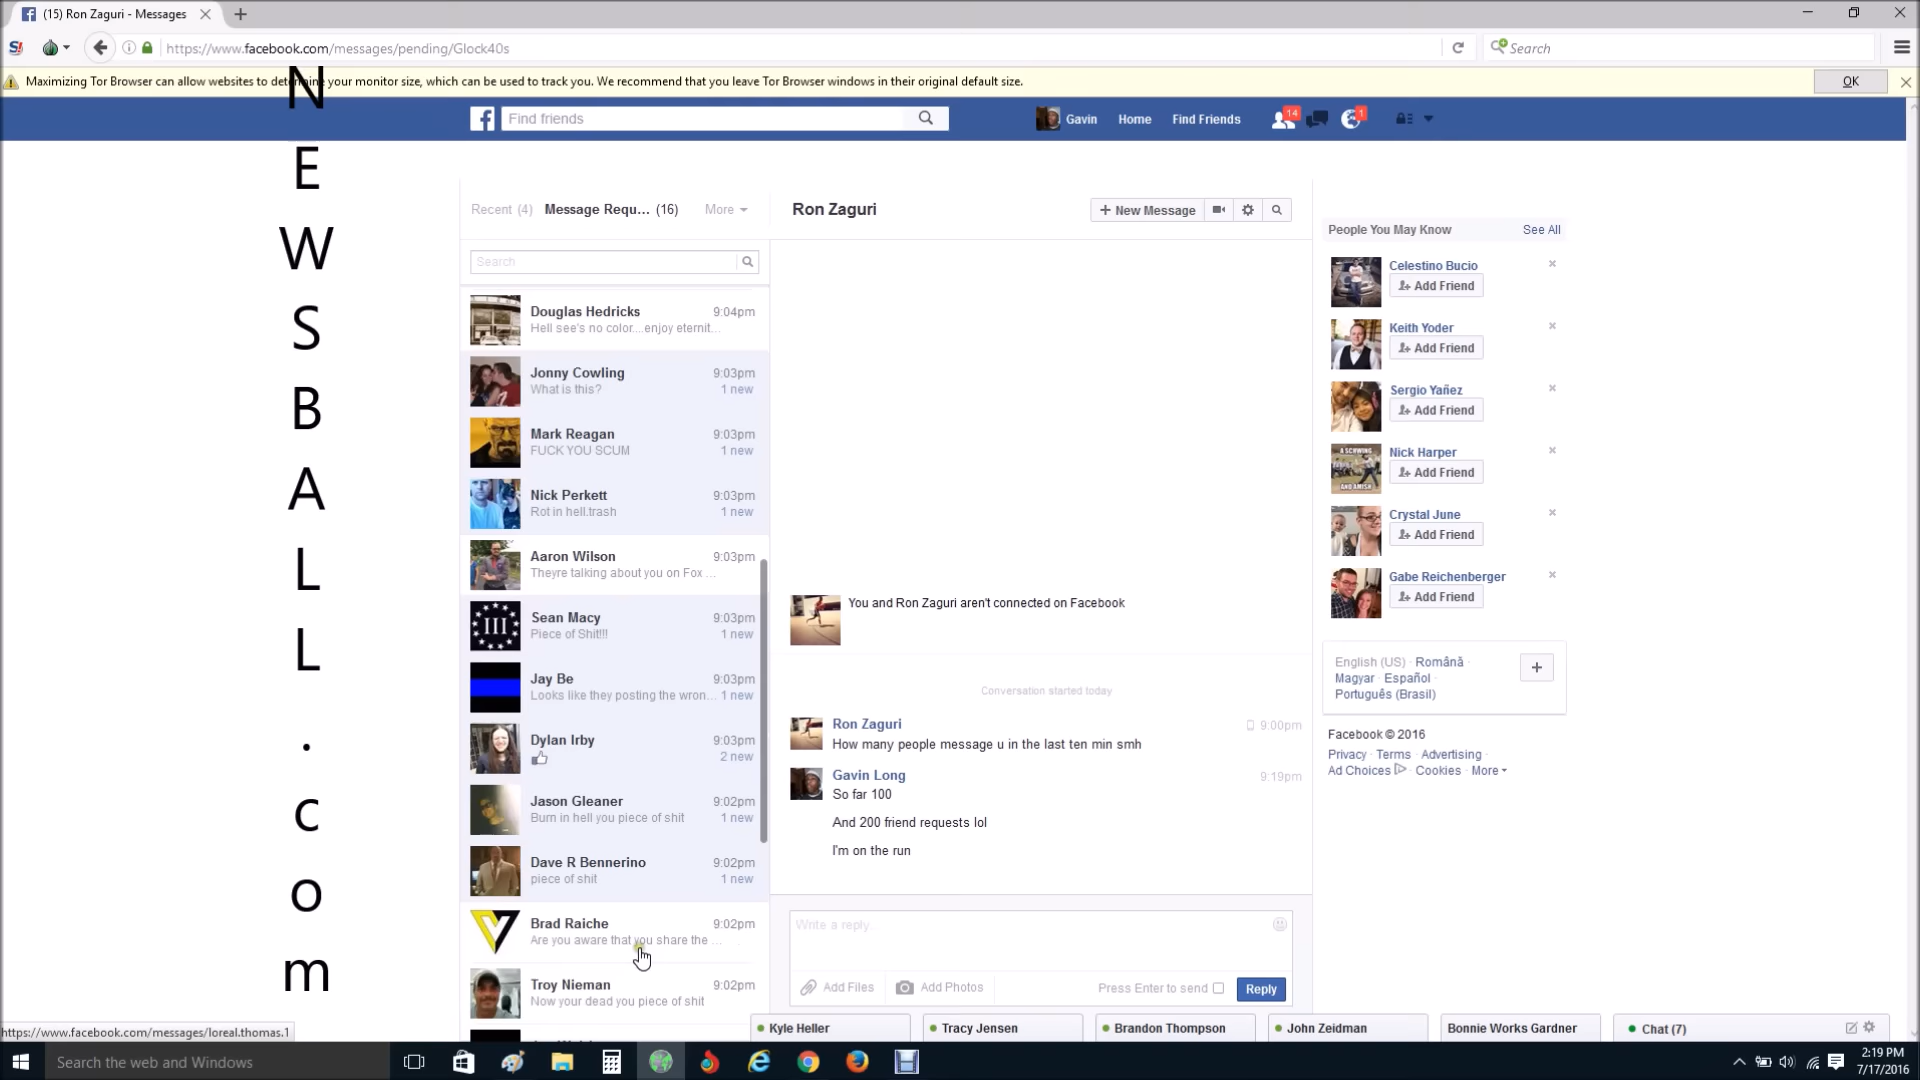 (15) Ron Zaguri - Messages
https://www.facebook.com/messages/pending/Glock40s
Search
Maximizing Tor Browser can allow websites to determine your monitor size, which can be used to track you. We recommend that you leave Tor Browser windows in their original default size.
OK
NEWSBALL.com
Find friends
Gavin
Home
Find Friends
14
1
Recent (4)
Message Requ... (16)
More
Ron Zaguri
+ New Message
Search
Douglas Hedricks 9:04pm
Hell see's no color....enjoy eternit...
Jonny Cowling 9:03pm
What is this? 1 new
Mark Reagan 9:03pm
FUCK YOU SCUM 1 new
Nick Perkett 9:03pm
Rot in hell.trash 1 new
Aaron Wilson 9:03pm
Theyre talking about you on Fox ...
Sean Macy 9:03pm
Piece of Shit!!! 1 new
Jay Be 9:03pm
Looks like they posting the wron... 1 new
Dylan Irby 9:03pm
2 new
Jason Gleaner 9:02pm
Burn in hell you piece of shit 1 new
Dave R Bennerino 9:02pm
piece of shit 1 new
Brad Raiche 9:02pm
Are you aware that you share the ...
Troy Nieman 9:02pm
Now your dead you piece of shit
III
You and Ron Zaguri aren't connected on Facebook
Conversation started today
Ron Zaguri 9:00pm
How many people message u in the last ten min smh
Gavin Long 9:19pm
So far 100
And 200 friend requests lol
I'm on the run
Write a reply...
Add Files
Add Photos
Press Enter to send
Reply
People You May Know
See All
Celestino Bucio
Add Friend
Keith Yoder
Add Friend
Sergio Yañez
Add Friend
Nick Harper
Add Friend
A SCHWING
AND AMISH
Crystal June
Add Friend
Gabe Reichenberger
Add Friend
English (US) · Română ·
Magyar · Español ·
Português (Brasil)
Facebook © 2016
Privacy · Terms · Advertising ·
Ad Choices · Cookies · More
Kyle Heller
Tracy Jensen
Brandon Thompson
John Zeidman
Bonnie Works Gardner
Chat (7)
https://www.facebook.com/messages/loreal.thomas.1
Search the web and Windows
2:19 PM
7/17/2016